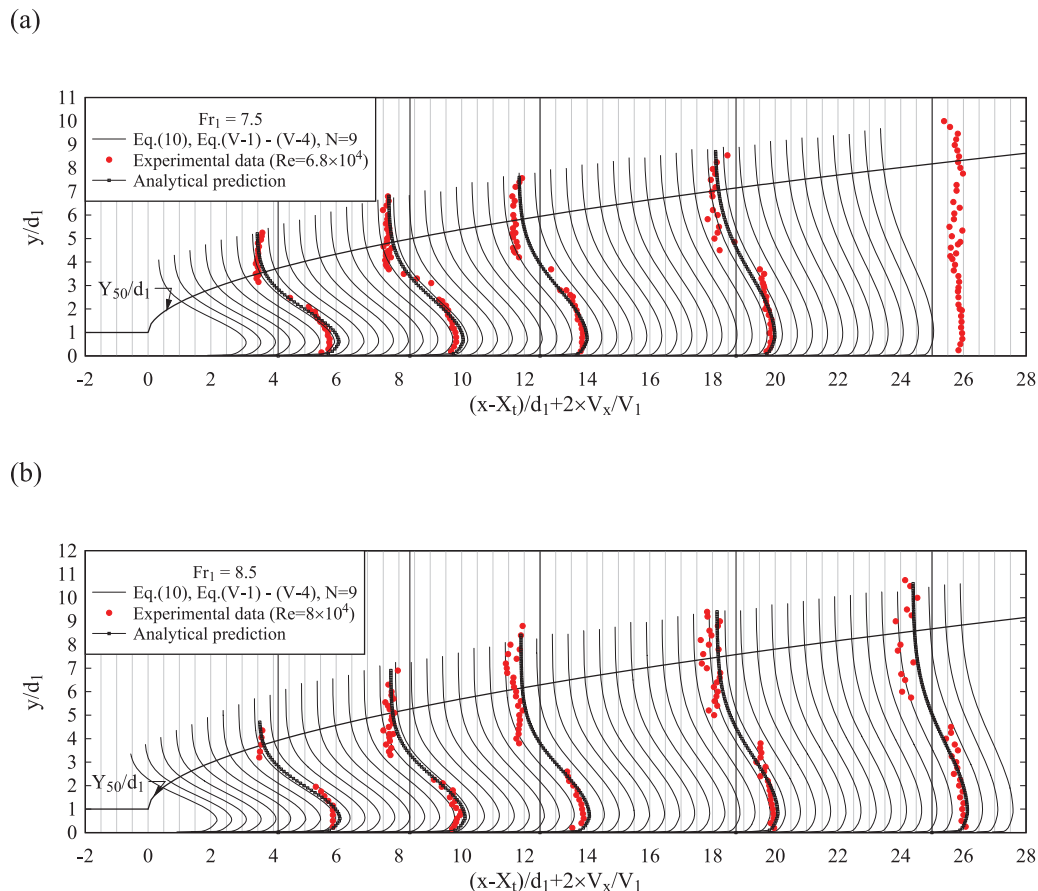 (a)
11
10
9
8
7
6
5
4
3
2
1
0
y/d₁
Fr₁ = 7.5
Eq.(10), Eq.(V-1) - (V-4), N=9
Experimental data (Re=6.8×10⁴)
Analytical prediction
Y₅₀/d₁
-2 0 2 4 6 8 10 12 14 16 18 20 22 24 26 28
(x-Xₜ)/d₁+2×Vₓ/V₁
(b)
12
11
10
9
8
7
6
5
4
3
2
1
0
y/d₁
Fr₁ = 8.5
Eq.(10), Eq.(V-1) - (V-4), N=9
Experimental data (Re=8×10⁴)
Analytical prediction
Y₅₀/d₁
-2 0 2 4 6 8 10 12 14 16 18 20 22 24 26 28
(x-Xₜ)/d₁+2×Vₓ/V₁